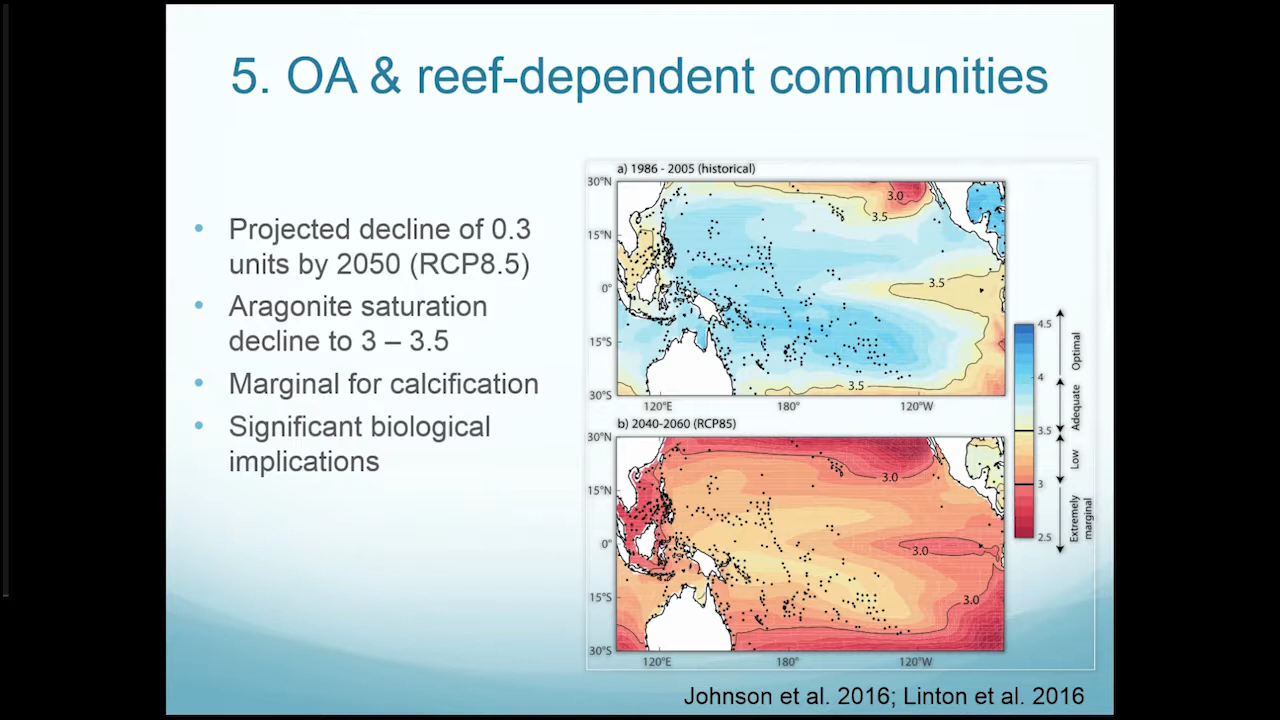 5. OA & reef-dependent communities
• Projected decline of 0.3
units by 2050 (RCP8.5)
• Aragonite saturation
decline to 3 – 3.5
• Marginal for calcification
• Significant biological
implications
a) 1986 - 2005 (historical)
30°N
15°N
0°
15°S
30°S
3.0
3.5
3.5
3.5
120°E
180°
120°W
b) 2040-2060 (RCP85)
30°N
15°N
0°
15°S
30°S
3.0
3.0
3.0
120°E
180°
120°W
4.5
4
3.5
3
2.5
Optimal
Adequate
Low
Extremely
marginal
Johnson et al. 2016; Linton et al. 2016